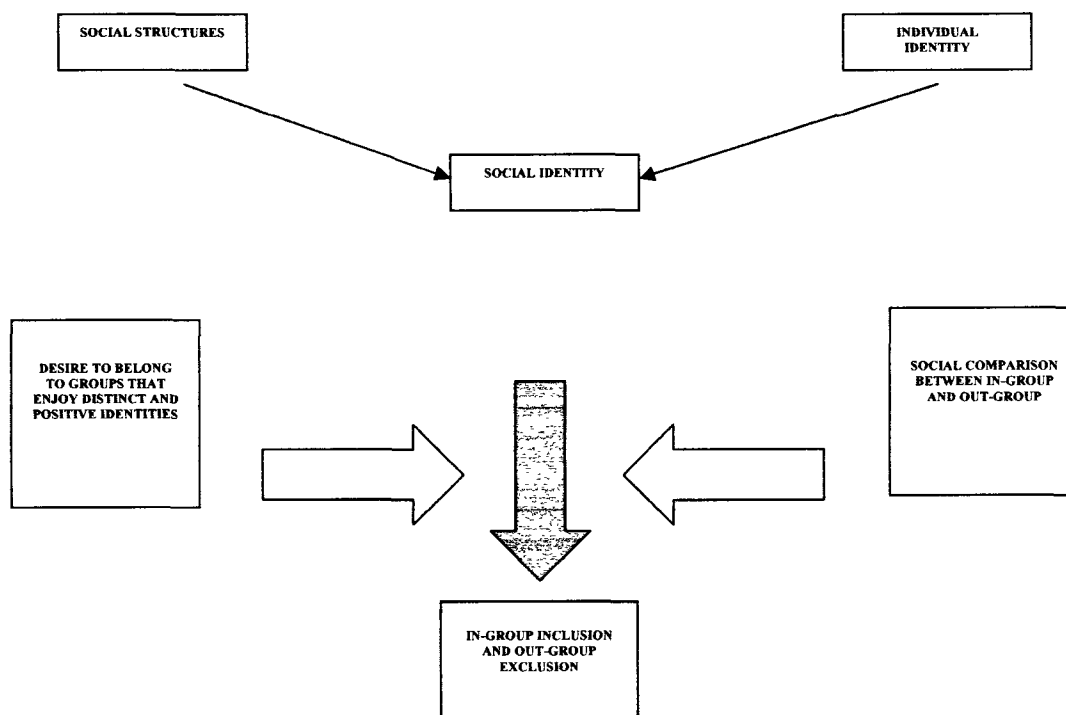 SOCIAL STRUCTURES
INDIVIDUAL
IDENTITY
SOCIAL IDENTITY
DESIRE TO BELONG
TO GROUPS THAT
ENJOY DISTINCT AND
POSITIVE IDENTITIES
SOCIAL COMPARISON
BETWEEN IN-GROUP
AND OUT-GROUP
IN-GROUP INCLUSION
AND OUT-GROUP
EXCLUSION